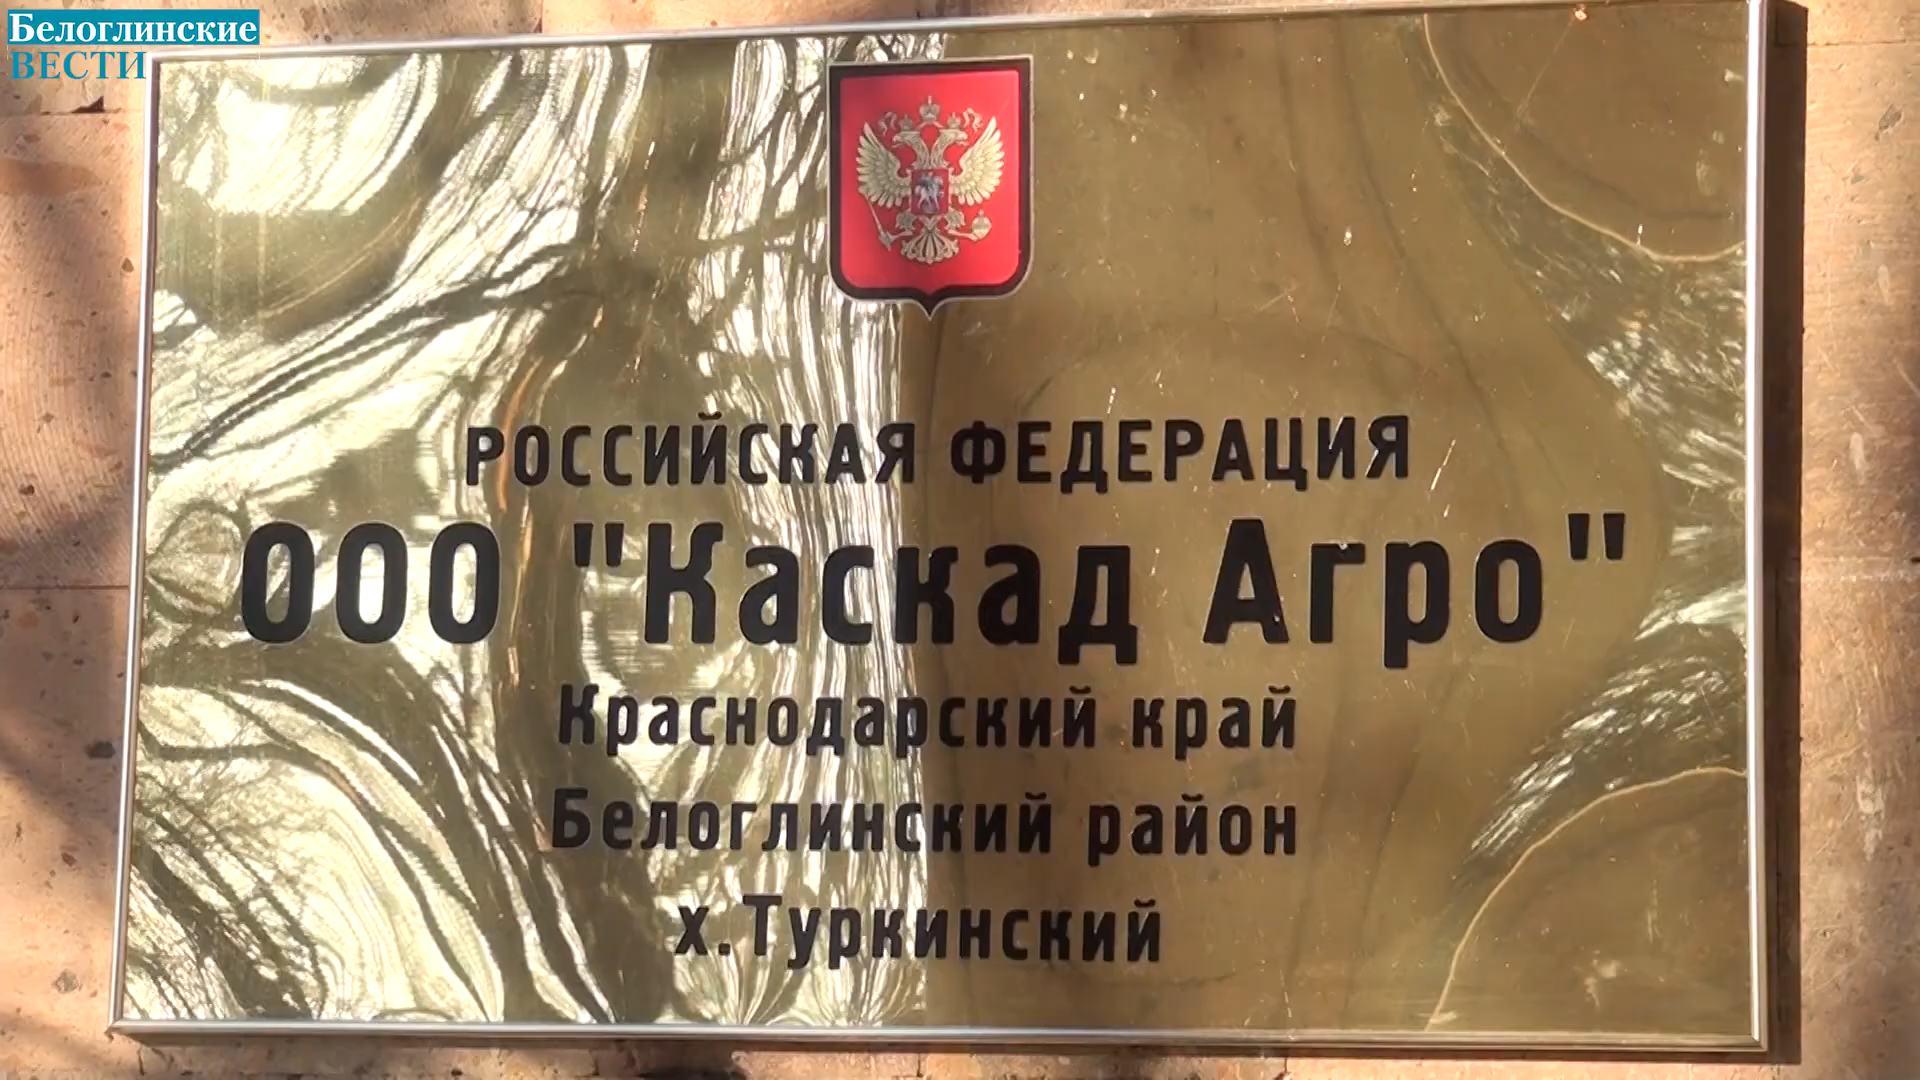 Белоглинские
ВЕСТИ
РОССИЙСКАЯ ФЕДЕРАЦИЯ
ООО "Каскад Агро"
Краснодарский край
Белоглинский район
х.Туркинский